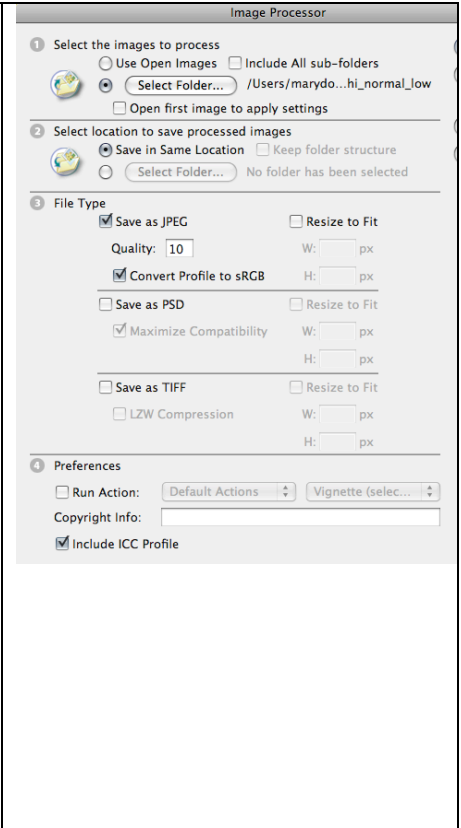 Image Processor
1 Select the images to process
Use Open Images Include All sub-folders
Select Folder... /Users/marydo...hi_normal_low
Open first image to apply settings
2 Select location to save processed images
Save in Same Location Keep folder structure
Select Folder... No folder has been selected
3 File Type
Save as JPEG Resize to Fit
Quality: 10 W: px
Convert Profile to sRGB H: px
Save as PSD Resize to Fit
Maximize Compatibility W: px
H: px
Save as TIFF Resize to Fit
LZW Compression W: px
H: px
4 Preferences
Run Action: Default Actions Vignette (selec...
Copyright Info:
Include ICC Profile